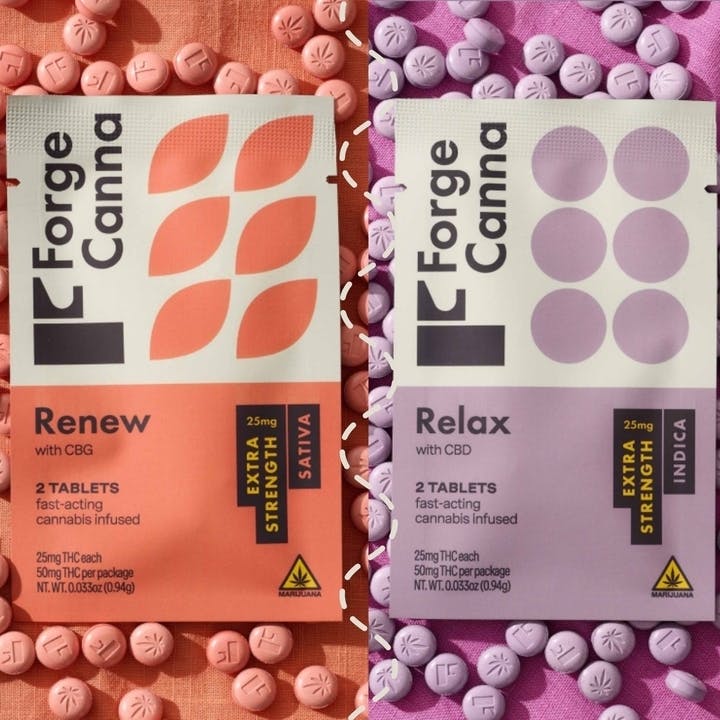 Forge
Canna
Renew
with CBG
2 TABLETS
fast-acting
cannabis infused
25mg THC each
50mg THC per package
NT. WT. 0.033oz (0.94g)
25mg
EXTRA
STRENGTH
SATIVA
MARIJUANA
Forge
Canna
Relax
with CBD
2 TABLETS
fast-acting
cannabis infused
25mg THC each
50mg THC per package
NT. WT. 0.033oz (0.94g)
25mg
EXTRA
STRENGTH
INDICA
MARIJUANA